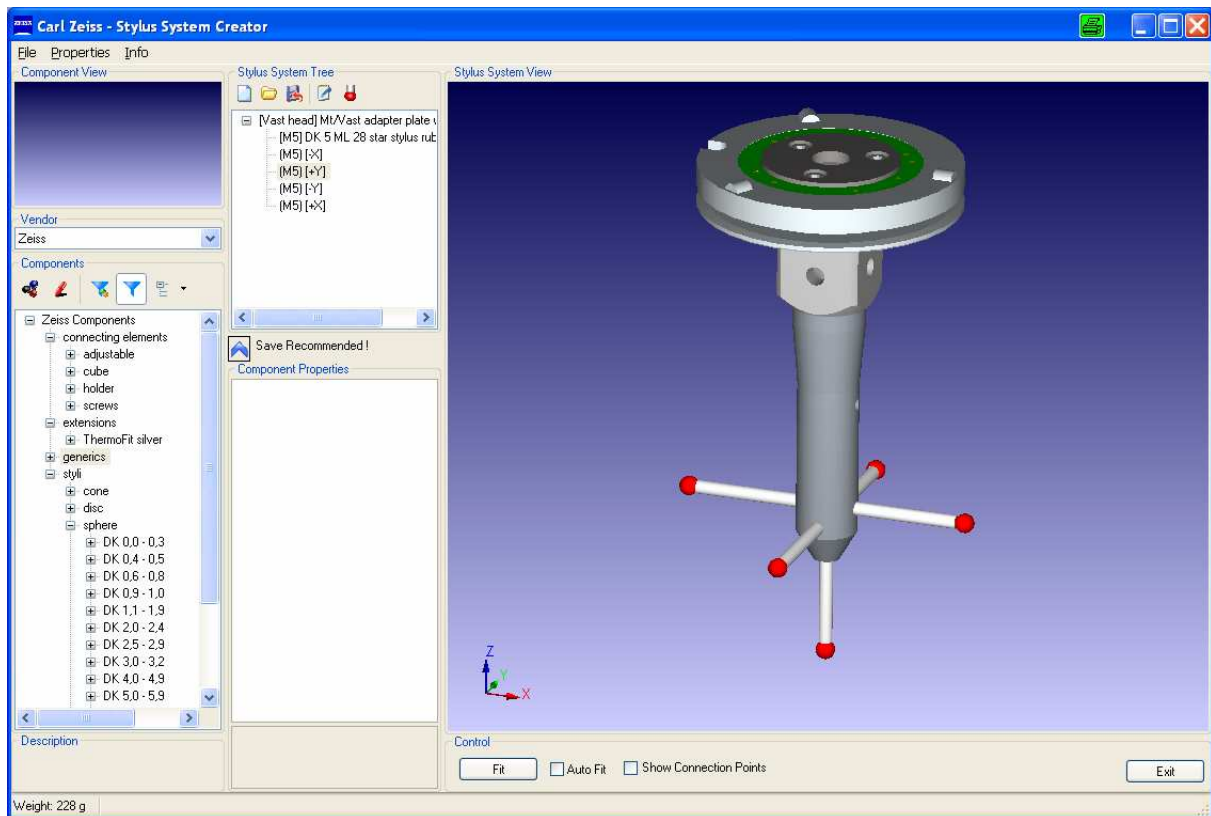 ZEISS Carl Zeiss - Stylus System Creator
File Properties Info
Component View
Vendor
Zeiss
Components
Zeiss Components
connecting elements
adjustable
cube
holder
screws
extensions
ThermoFit silver
generics
styli
cone
disc
sphere
DK 0,0 - 0,3
DK 0,4 - 0,5
DK 0,6 - 0,8
DK 0,9 - 1,0
DK 1,1 - 1,9
DK 2,0 - 2,4
DK 2,5 - 2,9
DK 3,0 - 3,2
DK 4,0 - 4,9
DK 5,0 - 5,9
Description
Stylus System Tree
[Vast head] Mt/Vast adapter plate
[M5] DK 5 ML 28 star stylus rub
(M5) [-X]
(M5) [+Y]
(M5) [-Y]
(M5) [+X]
Save Recommended !
Component Properties
Stylus System View
Z
Y
X
Control
Fit Auto Fit Show Connection Points Exit
Weight: 228 g